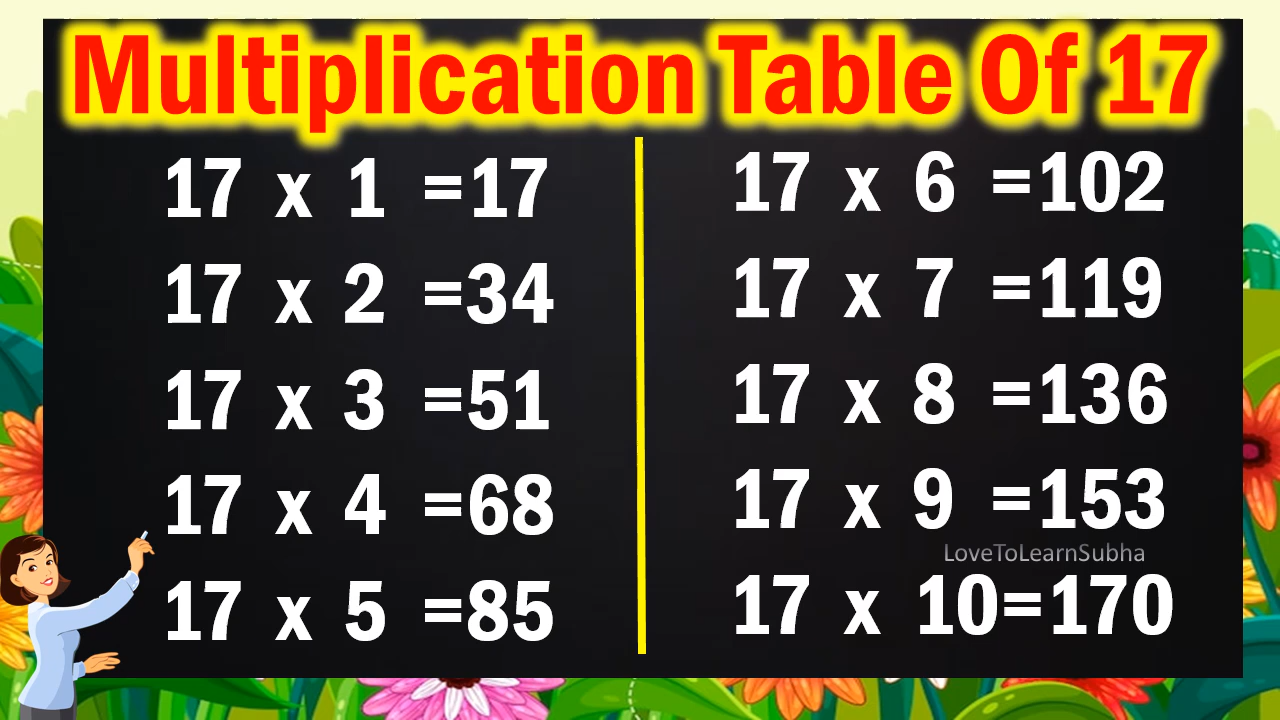 Multiplication Table Of 17
17 x 1 =17
17 x 2 =34
17 x 3 =51
17 x 4 =68
17 x 5 =85
17 x 6 =102
17 x 7 =119
17 x 8 =136
17 x 9 =153
LoveToLearnSubha
17 x 10=170